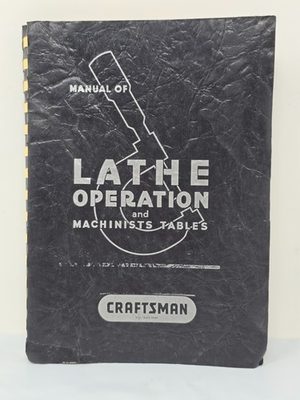 MANUAL OF
LATHE
OPERATION
and
MACHINISTS TABLES
CRAFTSMAN